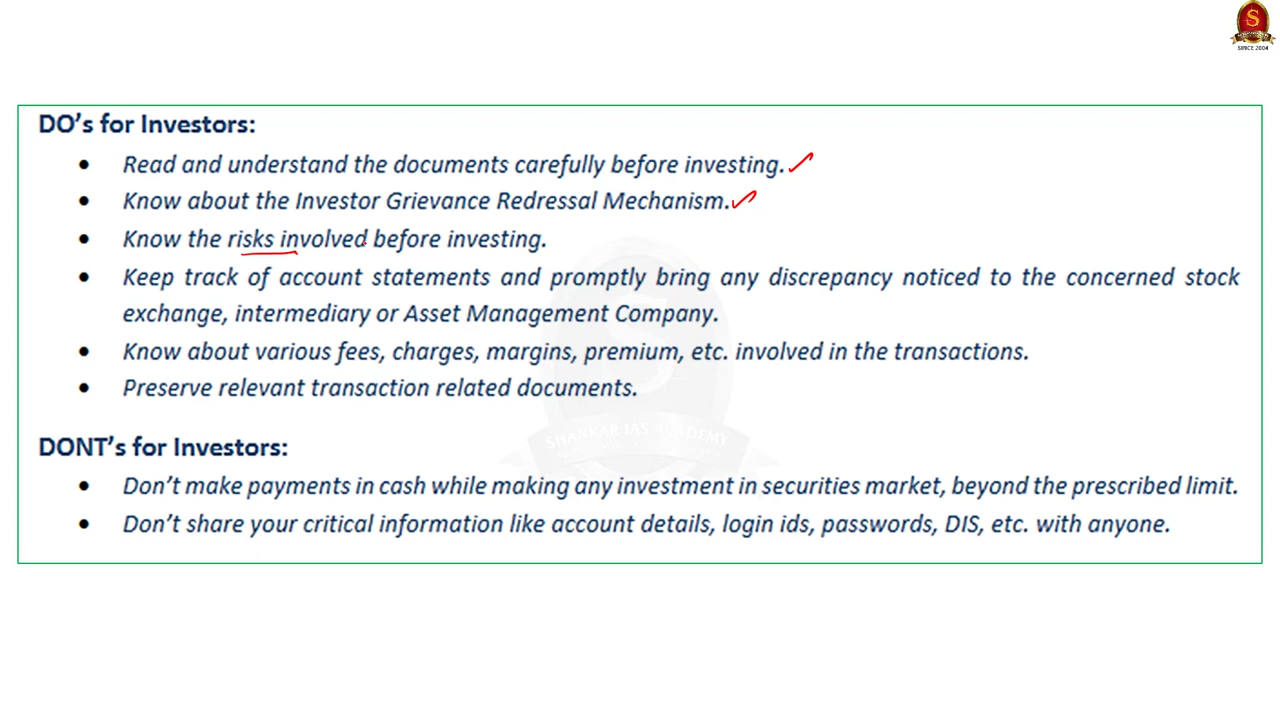 S
SINCE 2004
DO's for Investors:
• Read and understand the documents carefully before investing.
• Know about the Investor Grievance Redressal Mechanism.
• Know the risks involved before investing.
• Keep track of account statements and promptly bring any discrepancy noticed to the concerned stock
exchange, intermediary or Asset Management Company.
• Know about various fees, charges, margins, premium, etc. involved in the transactions.
• Preserve relevant transaction related documents.
SHANKAR IAS ACADEMY
DONT's for Investors:
• Don't make payments in cash while making any investment in securities market, beyond the prescribed limit.
• Don't share your critical information like account details, login ids, passwords, DIS, etc. with anyone.